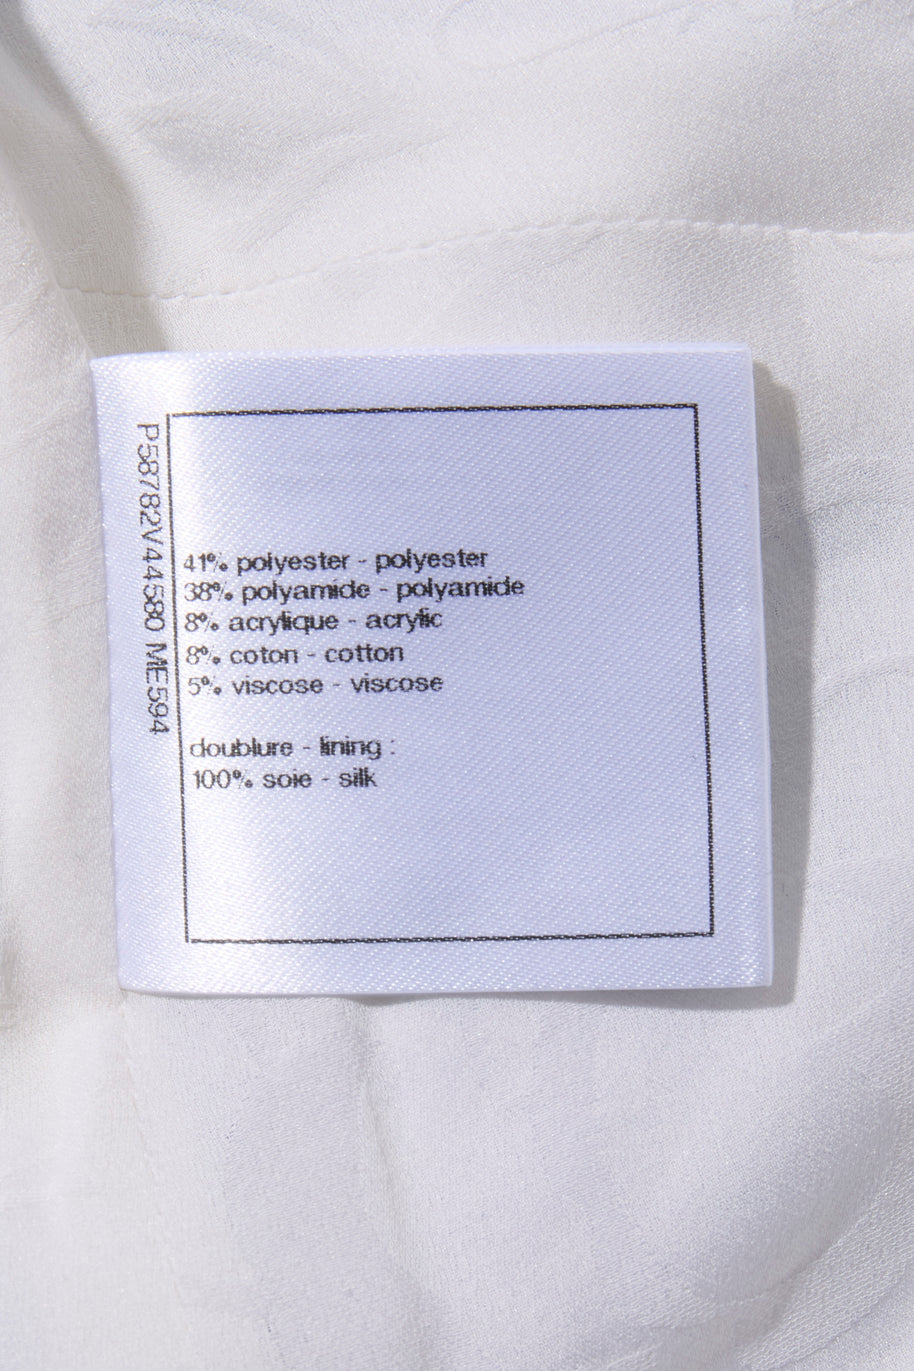 P58782V44580 ME594
41% polyester - polyester
38% polyamide - polyamide
8% acrylique - acrylic
8% coton - cotton
5% viscose - viscose
doublure - lining :
100% soie - silk